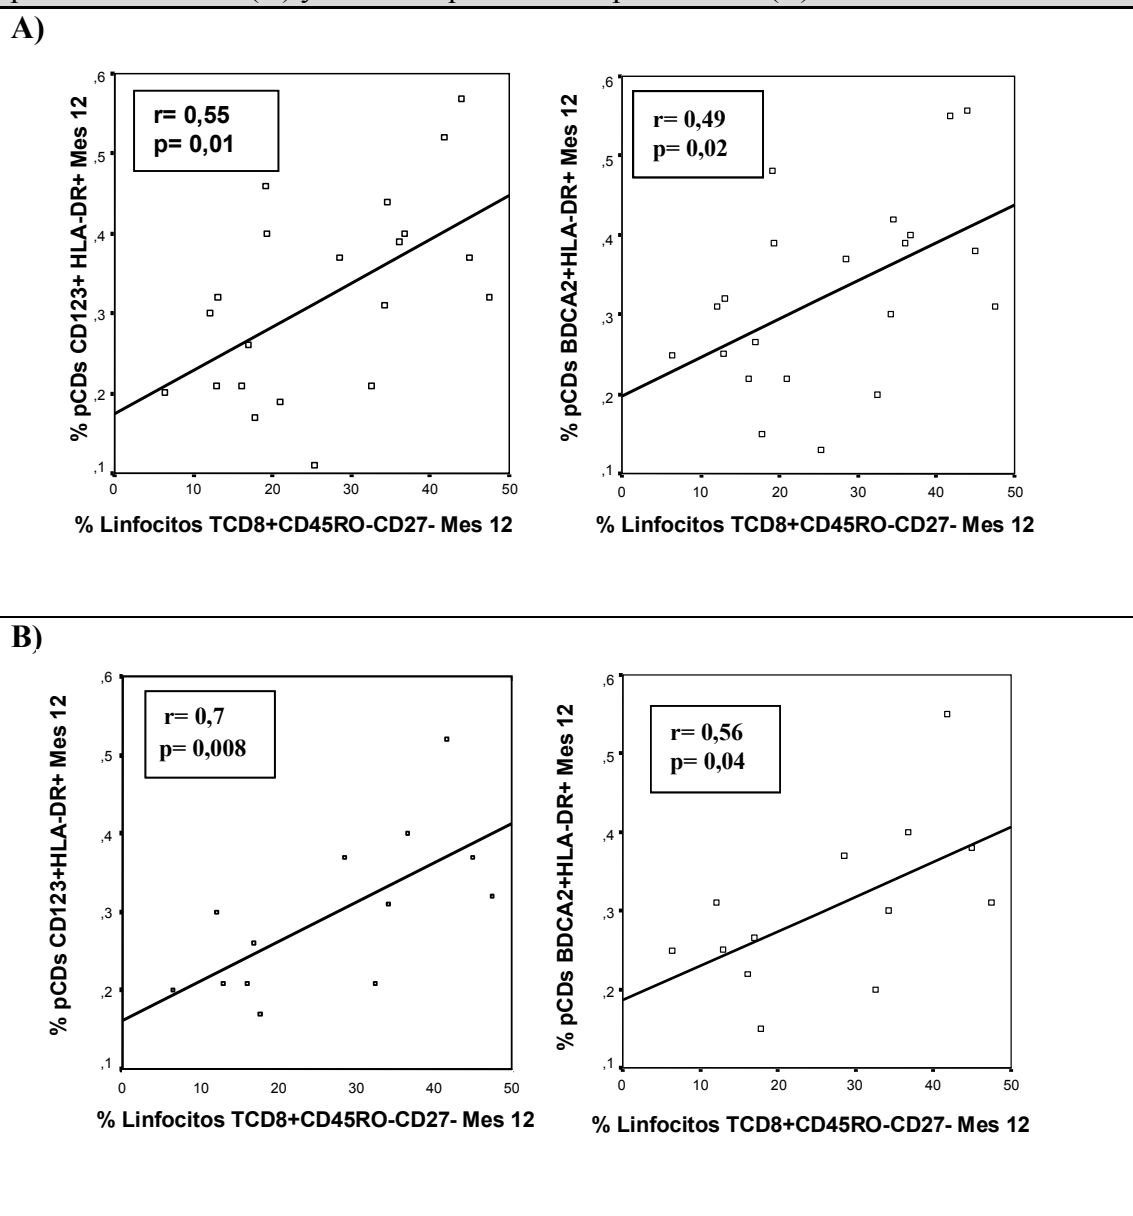 A)
% pCDs CD123+ HLA-DR+ Mes 12
,6
,5
,4
,3
,2
,1
r= 0,55
p= 0,01
0 10 20 30 40 50
% Linfocitos TCD8+CD45RO-CD27- Mes 12
% pCDs BDCA2+HLA-DR+ Mes 12
,6
,5
,4
,3
,2
,1
r= 0,49
p= 0,02
0 10 20 30 40 50
% Linfocitos TCD8+CD45RO-CD27- Mes 12
B)
% pCDs CD123+HLA-DR+ Mes 12
,6
,5
,4
,3
,2
,1
r= 0,7
p= 0,008
0 10 20 30 40 50
% Linfocitos TCD8+CD45RO-CD27- Mes 12
% pCDs BDCA2+HLA-DR+ Mes 12
,6
,5
,4
,3
,2
,1
r= 0,56
p= 0,04
0 10 20 30 40 50
% Linfocitos TCD8+CD45RO-CD27- Mes 12